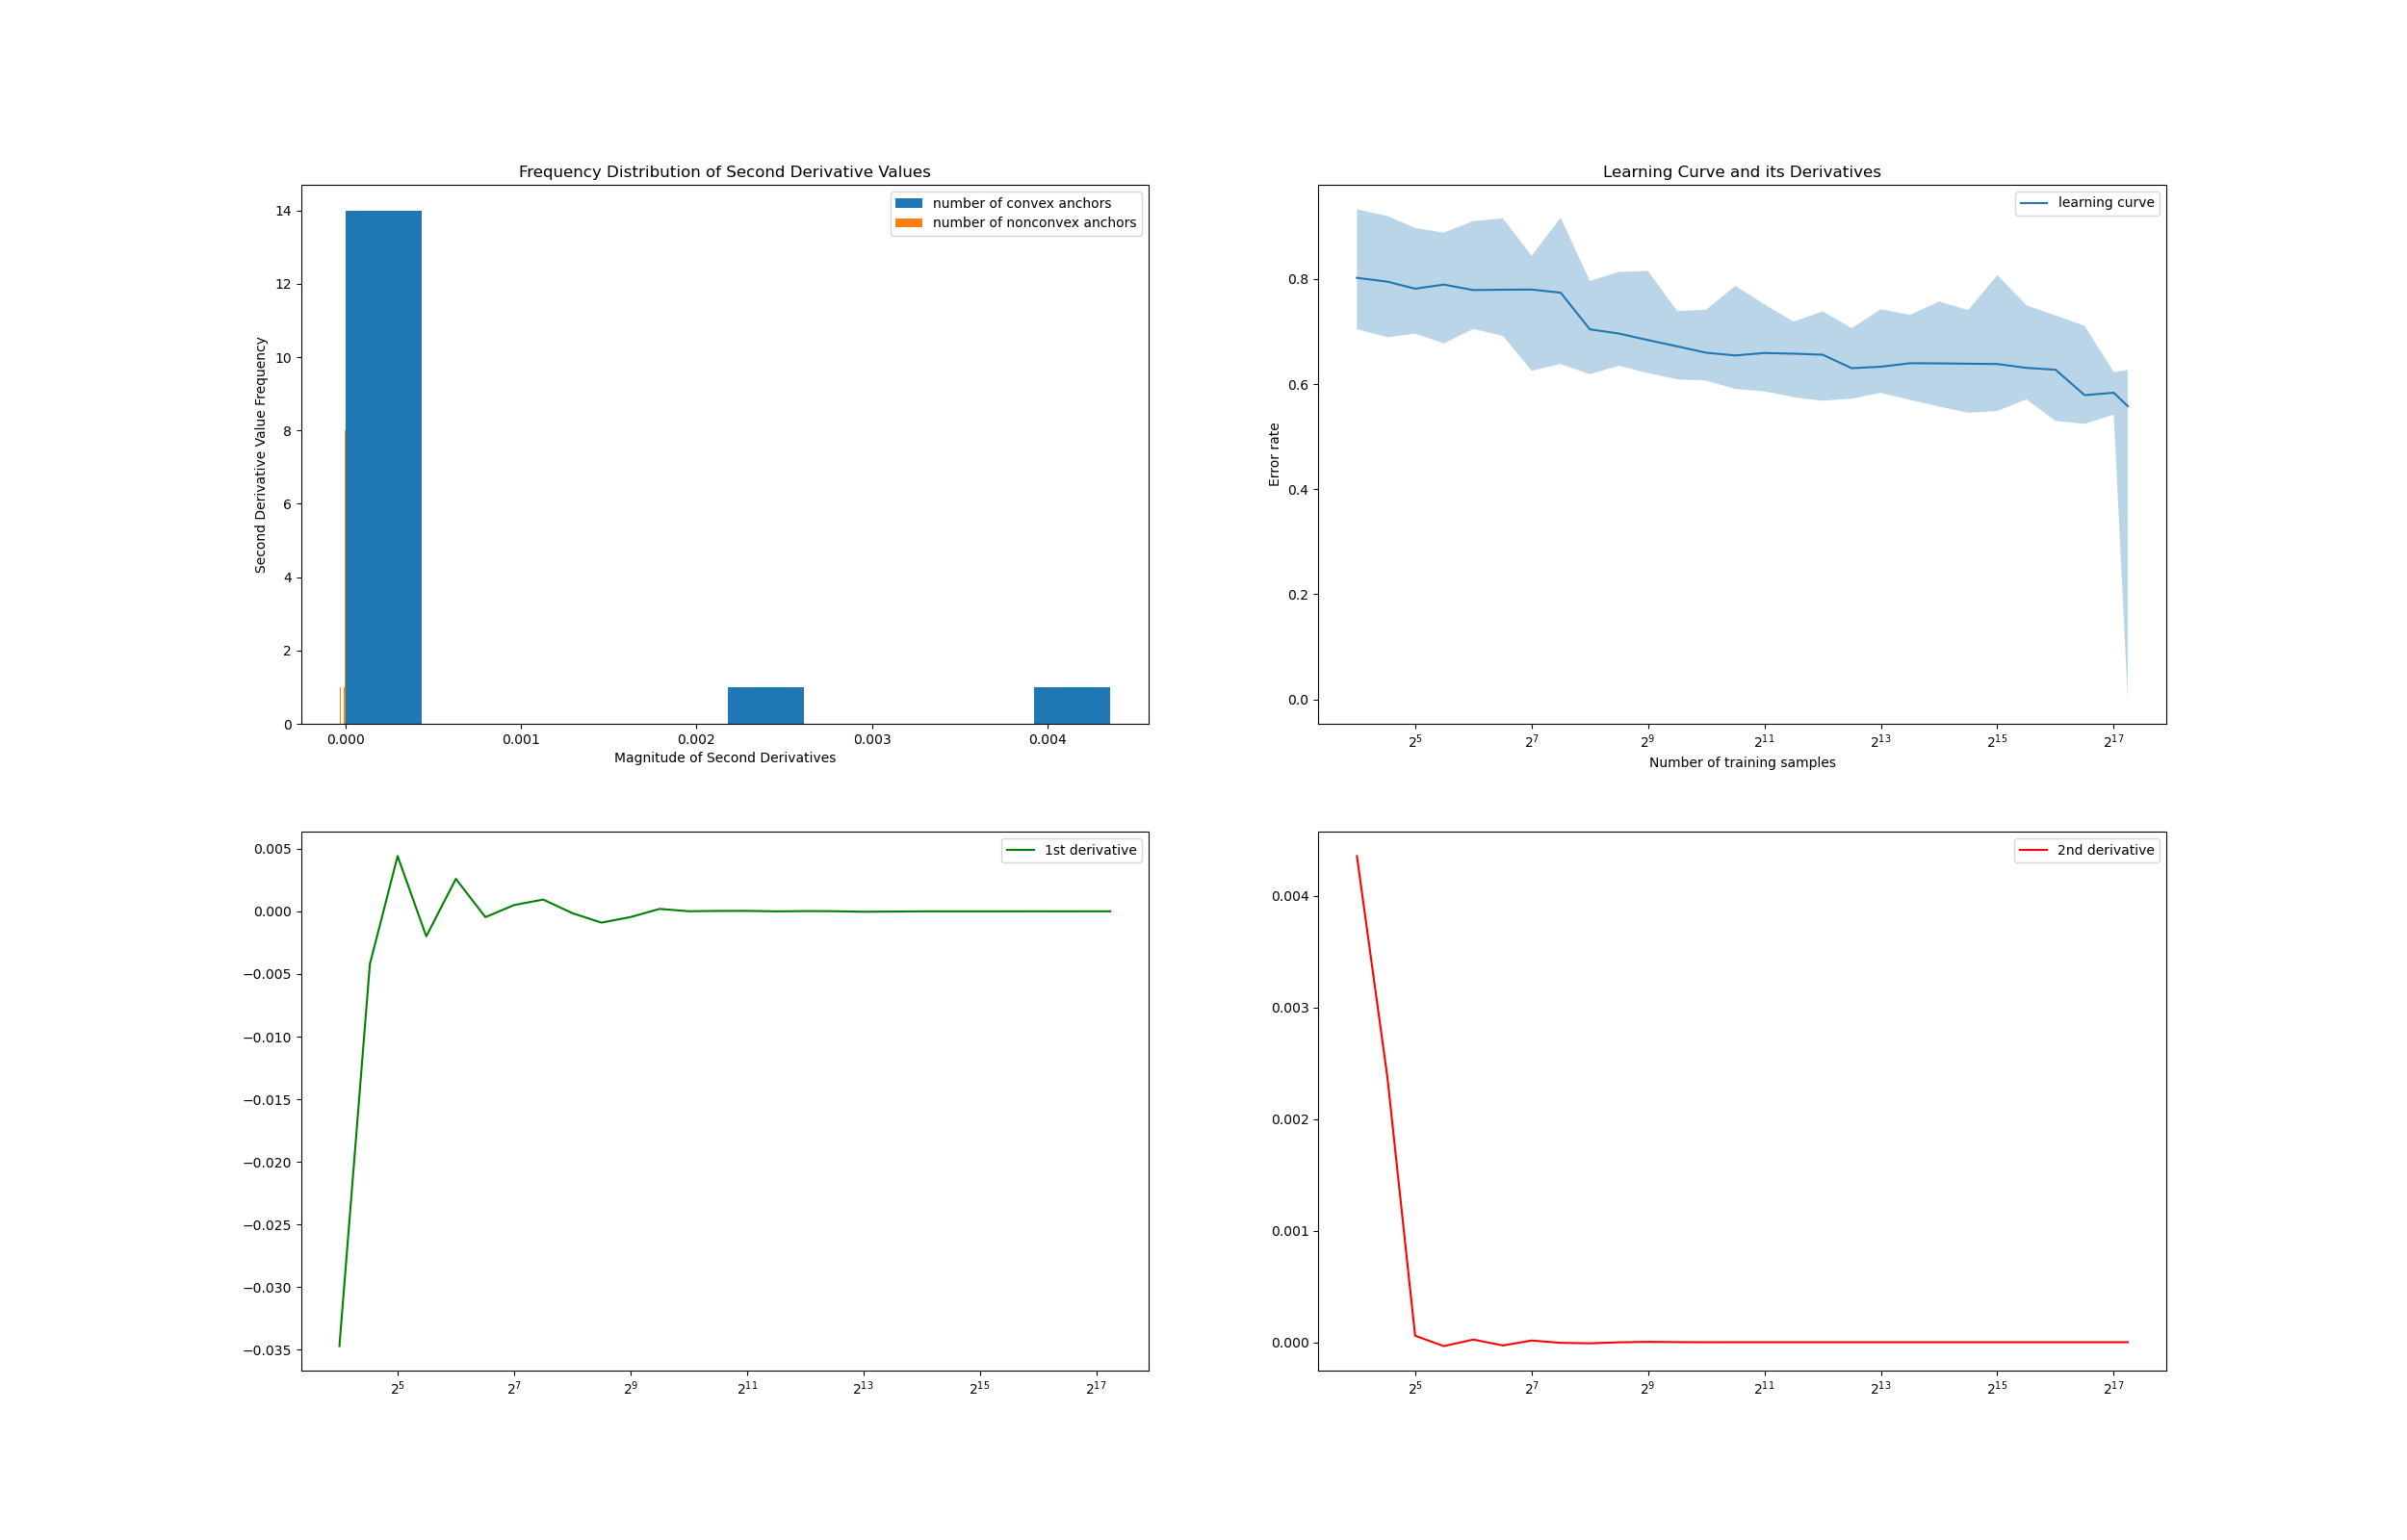 Frequency Distribution of Second Derivative Values
number of convex anchors
number of nonconvex anchors
Second Derivative Value Frequency
14
12
10
8
6
4
2
0
0.000 0.001 0.002 0.003 0.004
Magnitude of Second Derivatives
Learning Curve and its Derivatives
learning curve
Error rate
0.8
0.6
0.4
0.2
0.0
2^5 2^7 2^9 2^11 2^13 2^15 2^17
Number of training samples
1st derivative
0.005
0.000
−0.005
−0.010
−0.015
−0.020
−0.025
−0.030
−0.035
2^5 2^7 2^9 2^11 2^13 2^15 2^17
2nd derivative
0.004
0.003
0.002
0.001
0.000
2^5 2^7 2^9 2^11 2^13 2^15 2^17